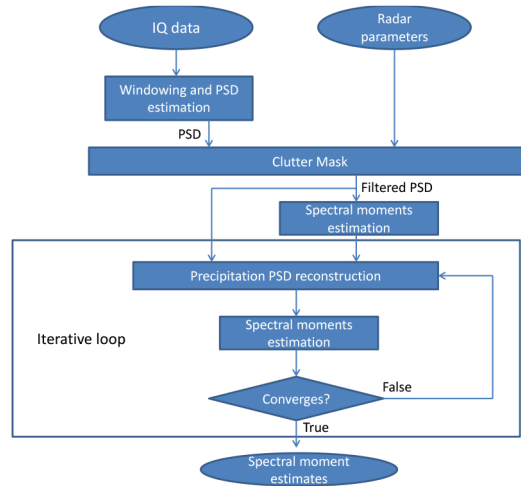 IQ data
Radar
parameters
Windowing and PSD
estimation
PSD
Clutter Mask
Filtered PSD
Spectral moments
estimation
Precipitation PSD reconstruction
Iterative loop
Spectral moments
estimation
Converges?
False
True
Spectral moment
estimates